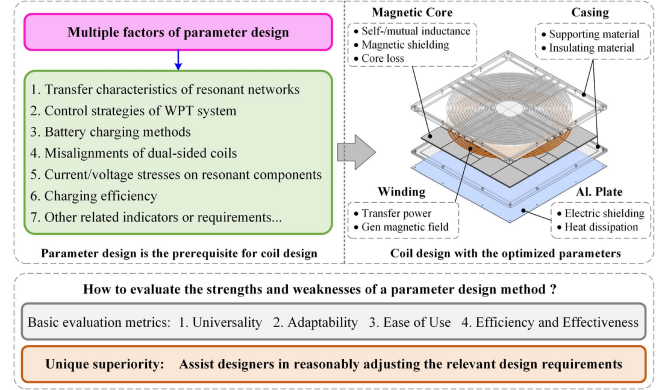 Multiple factors of parameter design
1. Transfer characteristics of resonant networks
2. Control strategies of WPT system
3. Battery charging methods
4. Misalignments of dual-sided coils
5. Current/voltage stresses on resonant components
6. Charging efficiency
7. Other related indicators or requirements...
Parameter design is the prerequisite for coil design
Magnetic Core
• Self-/mutual inductance
• Magnetic shielding
• Core loss
Casing
• Supporting material
• Insulating material
Winding
• Transfer power
• Gen magnetic field
Al. Plate
• Electric shielding
• Heat dissipation
Coil design with the optimized parameters
How to evaluate the strengths and weaknesses of a parameter design method ?
Basic evaluation metrics: 1. Universality 2. Adaptability 3. Ease of Use 4. Efficiency and Effectiveness
Unique superiority: Assist designers in reasonably adjusting the relevant design requirements